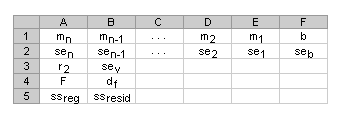 A B C D E F
1 mn mn-1 ... m2 m1 b
2 sen sen-1 ... se2 se1 seb
3 r2 sev
4 F df
5 ssreg ssresid